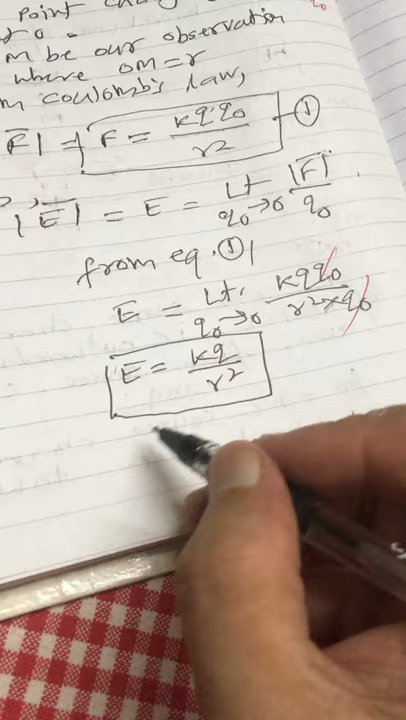 Point
m be our observation
where om=r
coulomb's law,
|F| = F = kqq₀/r² ①
|E| = E = Lt q₀→0 |F|/q₀
from eq. ①
E = Lt. q₀→0 kqq₀/r²×q₀
E = kq/r²